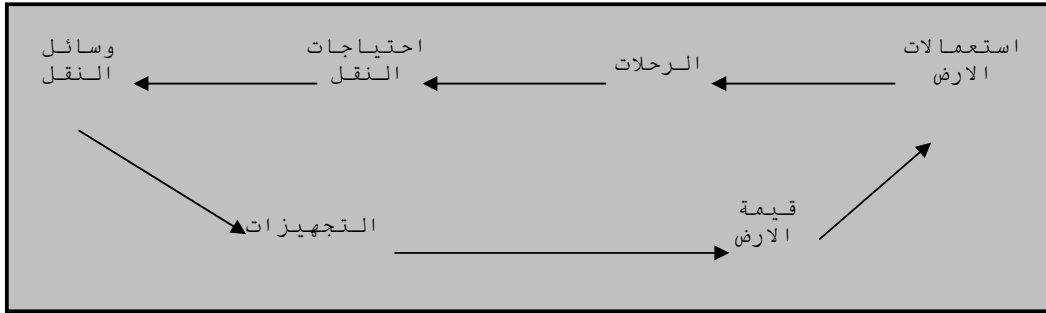 استعمالات
الارض
الرحلات
احتياجات
النقل
وسائل
النقل
التجهيزات
قيمة
الارض